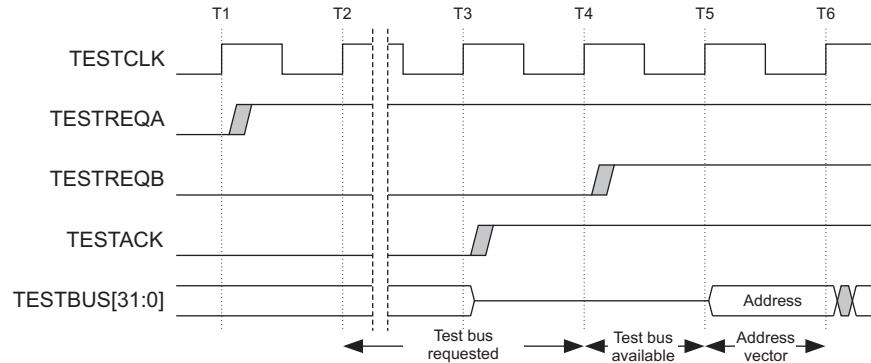 T1 T2 T3 T4 T5 T6
TESTCLK
TESTREQA
TESTREQB
TESTACK
TESTBUS[31:0]
Address
Test bus
requested
Test bus
available
Address
vector